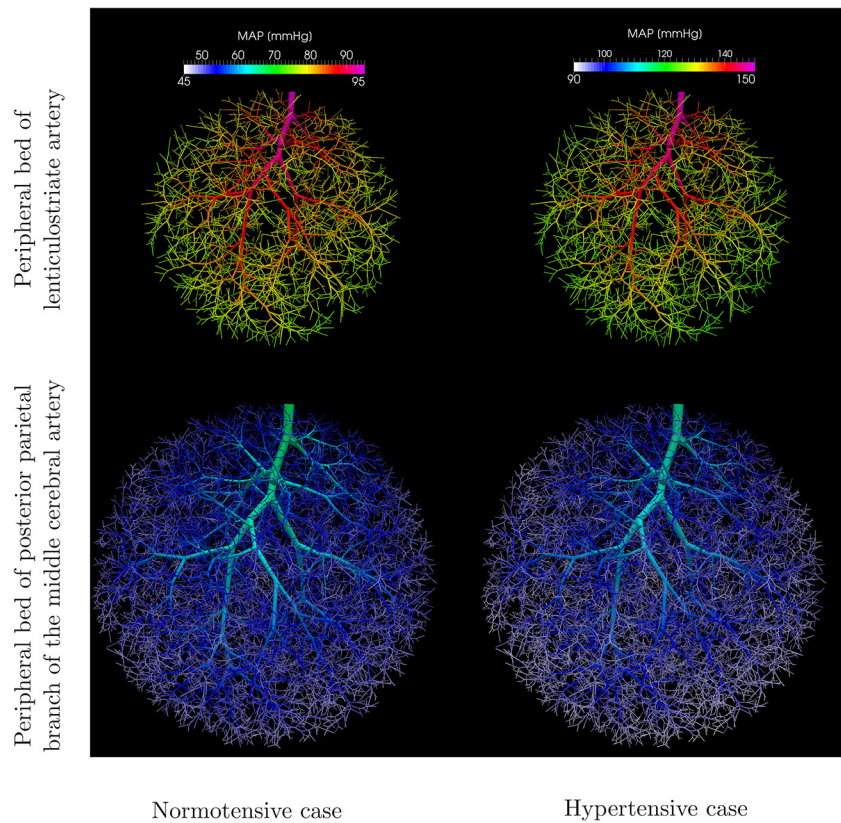 MAP (mmHg)
50 60 70 80 90
45 95
MAP (mmHg)
100 120 140
90 150
Peripheral bed of
lenticulostriate artery
Peripheral bed of posterior parietal
branch of the middle cerebral artery
Normotensive case
Hypertensive case